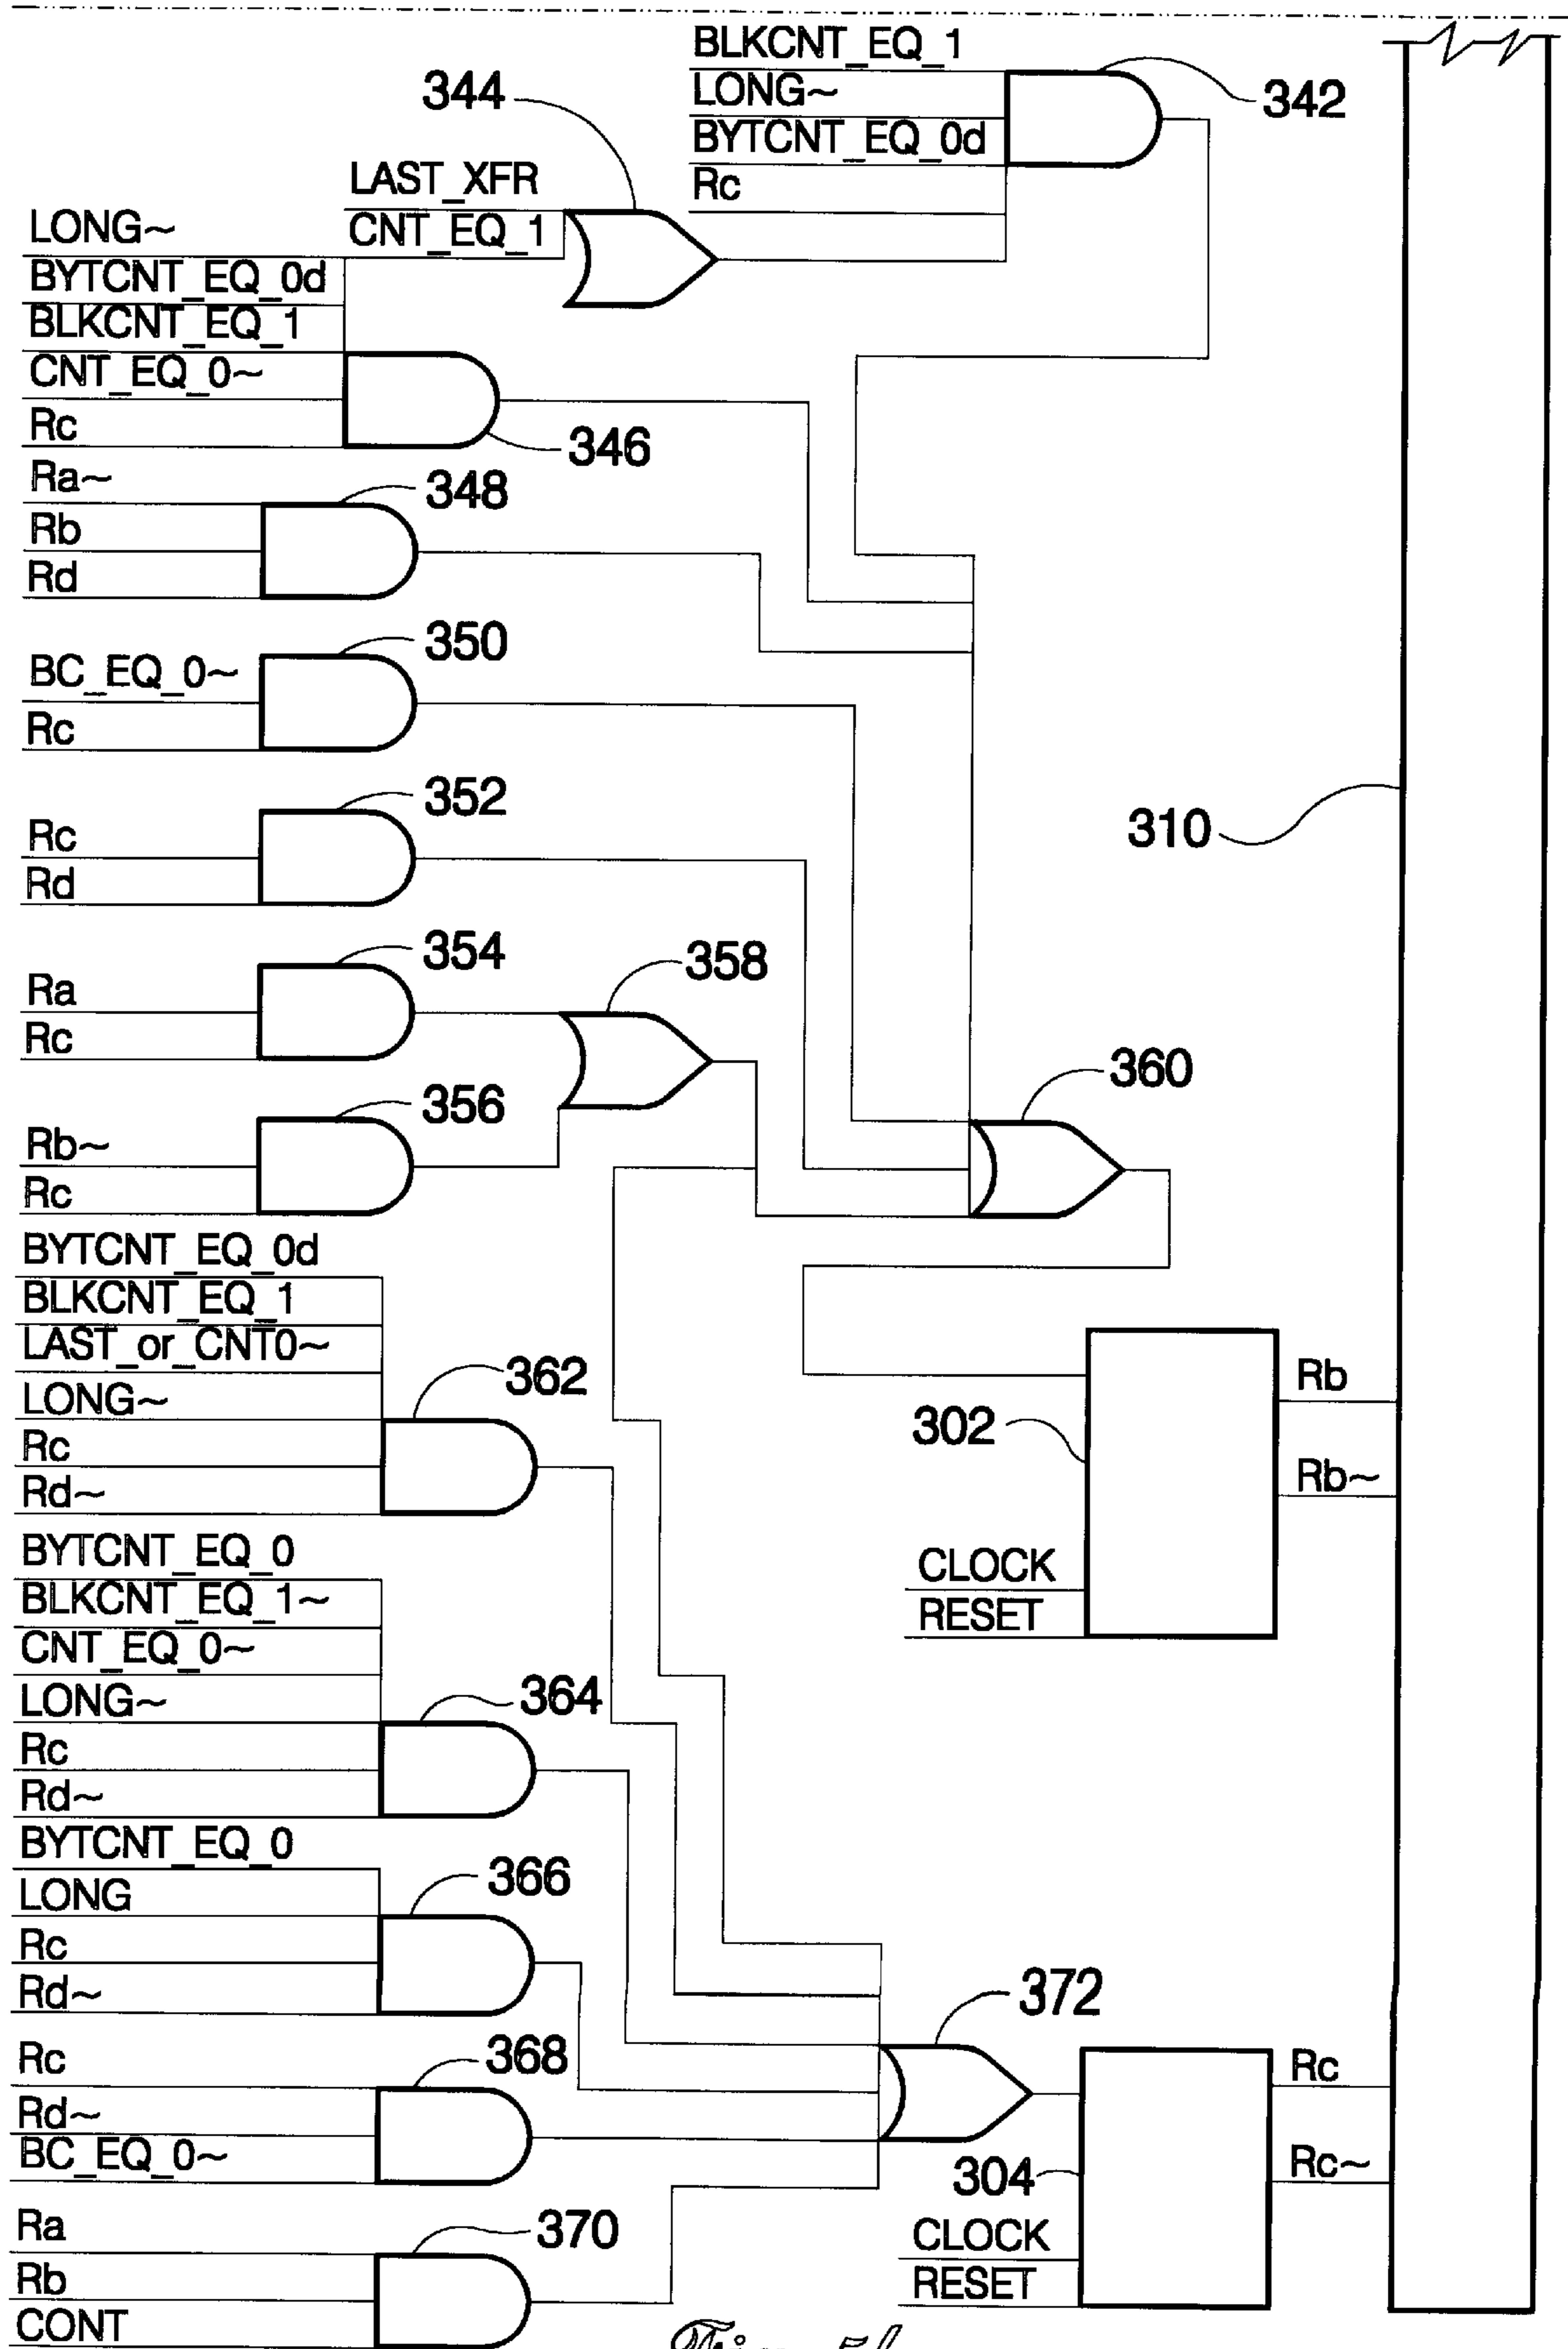 BLKCNT_EQ_1
344
LONG~
342
BYTCNT_EQ_0d
LAST_XFR
Rc
LONG~
CNT_EQ_1
BYTCNT_EQ_0d
BLKCNT_EQ_1
CNT_EQ_0~
Rc
346
Ra~
348
Rb
Rd
350
BC_EQ_0~
Rc
352
Rc
310
Rd
354
358
Ra
Rc
360
356
Rb~
Rc
BYTCNT_EQ_0d
BLKCNT_EQ_1
LAST_or_CNT0~
362
Rb
LONG~
302
Rc
Rb~
Rd~
BYTCNT_EQ_0
CLOCK
BLKCNT_EQ_1~
RESET
CNT_EQ_0~
LONG~
364
Rc
Rd~
BYTCNT_EQ_0
366
LONG
Rc
Rd~
372
Rc
368
Rc
Rd~
BC_EQ_0~
304
Rc~
Ra
370
CLOCK
Rb
RESET
CONT